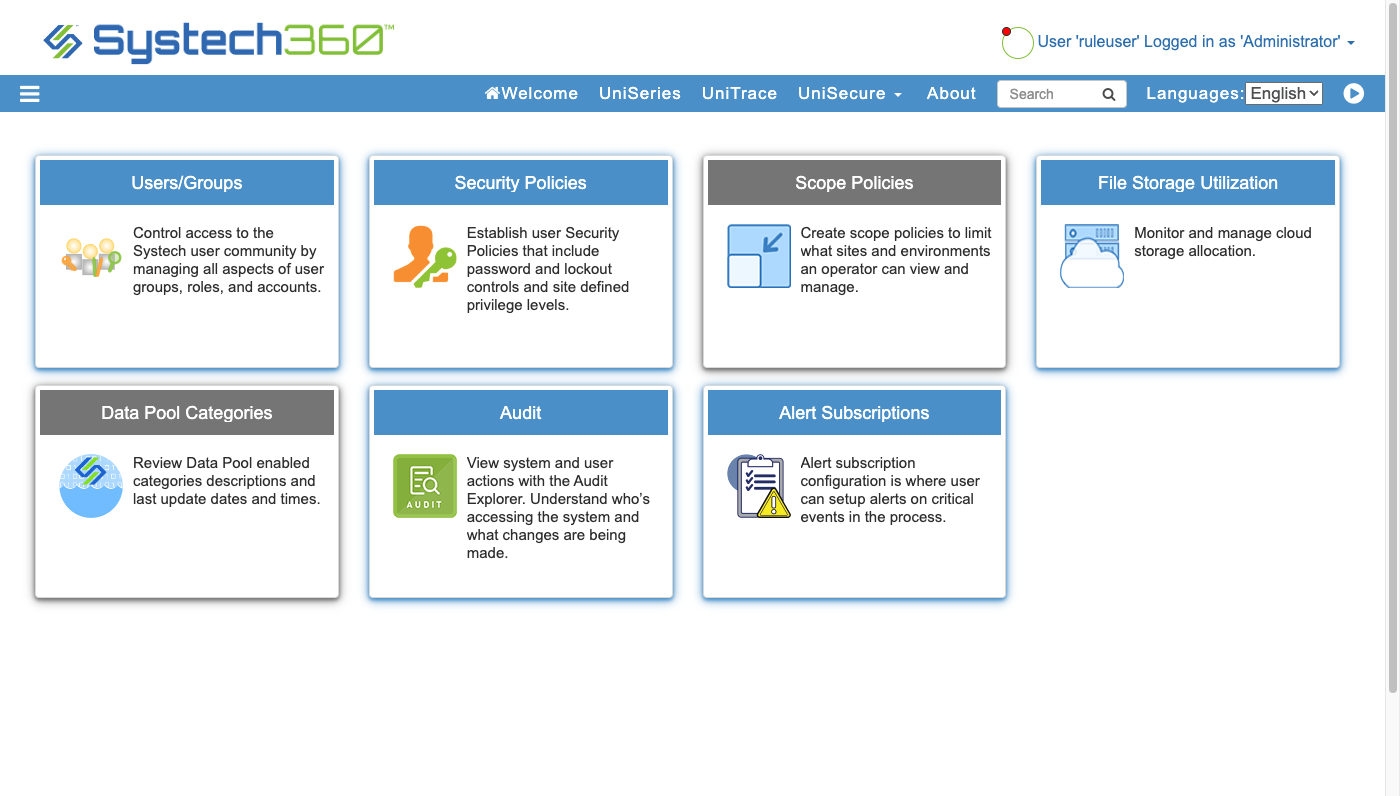 Systech360™
User 'ruleuser' Logged in as 'Administrator'
Welcome UniSeries UniTrace UniSecure About Search Languages: English
Users/Groups
Control access to the
Systech user community by
managing all aspects of user
groups, roles, and accounts.
Security Policies
Establish user Security
Policies that include
password and lockout
controls and site defined
privilege levels.
Scope Policies
Create scope policies to limit
what sites and environments
an operator can view and
manage.
File Storage Utilization
Monitor and manage cloud
storage allocation.
Data Pool Categories
Review Data Pool enabled
categories descriptions and
last update dates and times.
Audit
AUDIT
View system and user
actions with the Audit
Explorer. Understand who’s
accessing the system and
what changes are being
made.
Alert Subscriptions
Alert subscription
configuration is where user
can setup alerts on critical
events in the process.